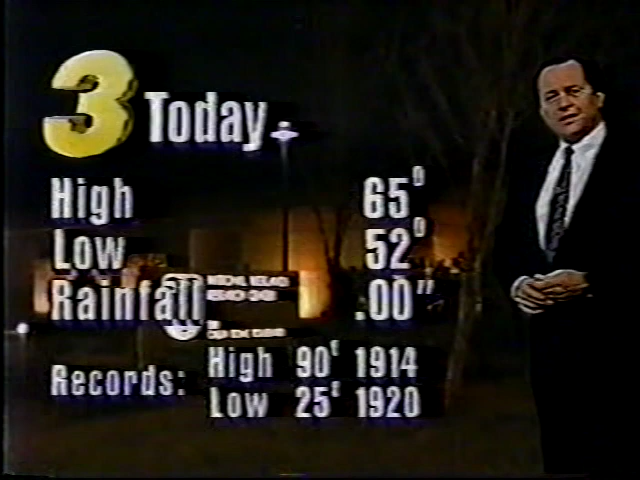 3 Today
High 65°
Low 52°
Rainfall .00"
Records: High 90° 1914
Low 25° 1920